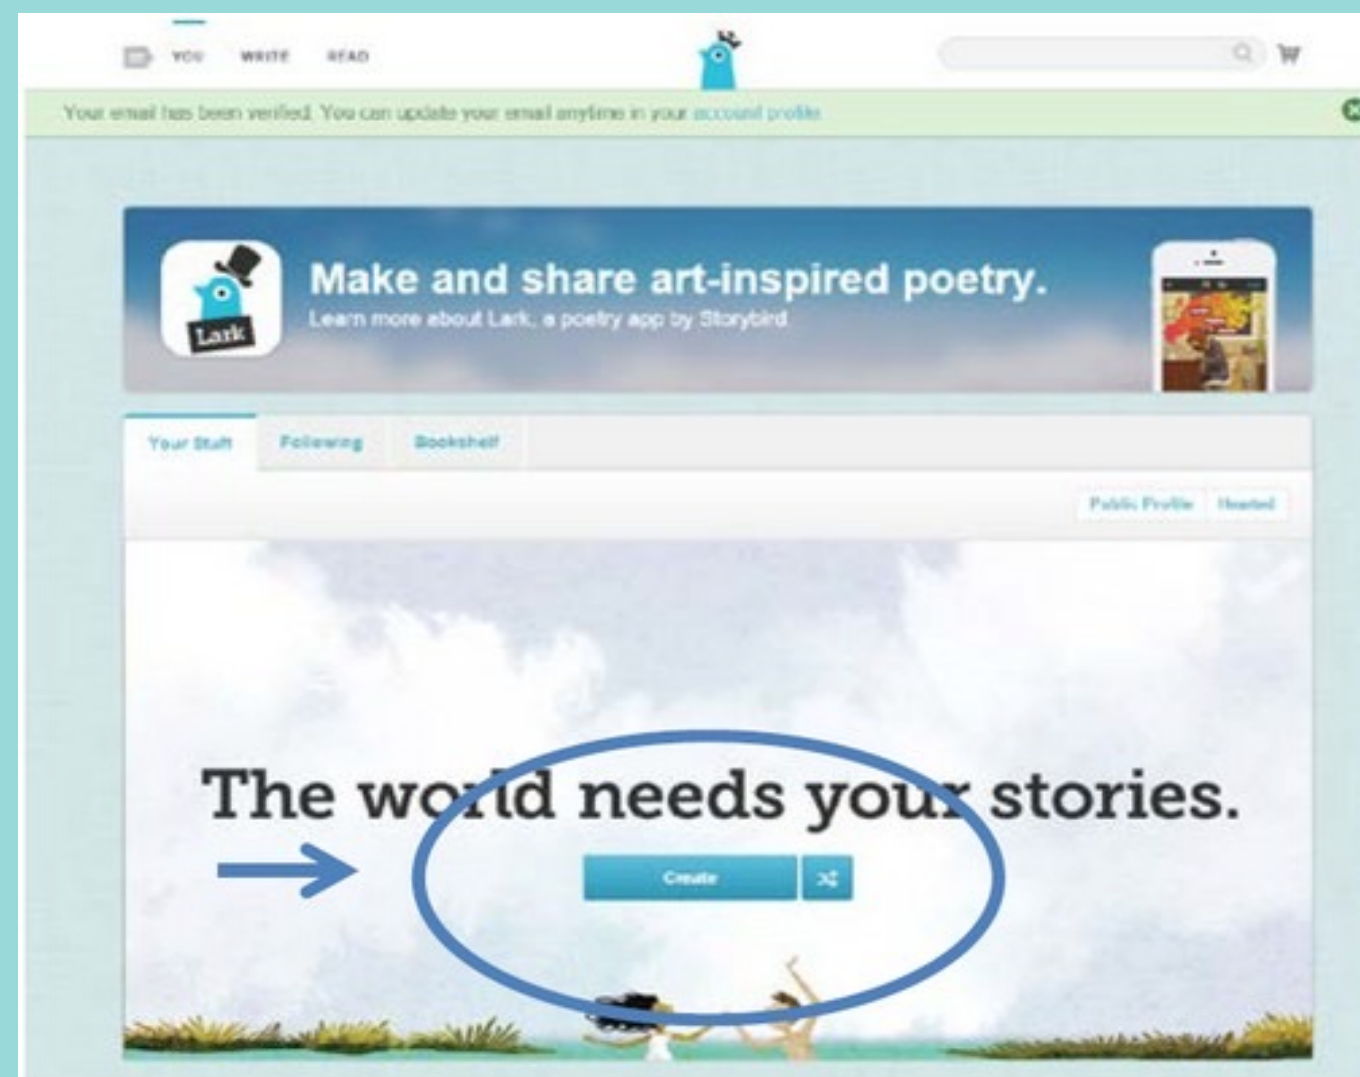 YOU WRITE READ
Your email has been verified. You can update your email anytime in your account profile.
Make and share art-inspired poetry.
Learn more about Lark, a poetry app by Storybird
Lark
Your Stuff Following Bookshelf
Public Profile Hearted
The world needs your stories.
Create